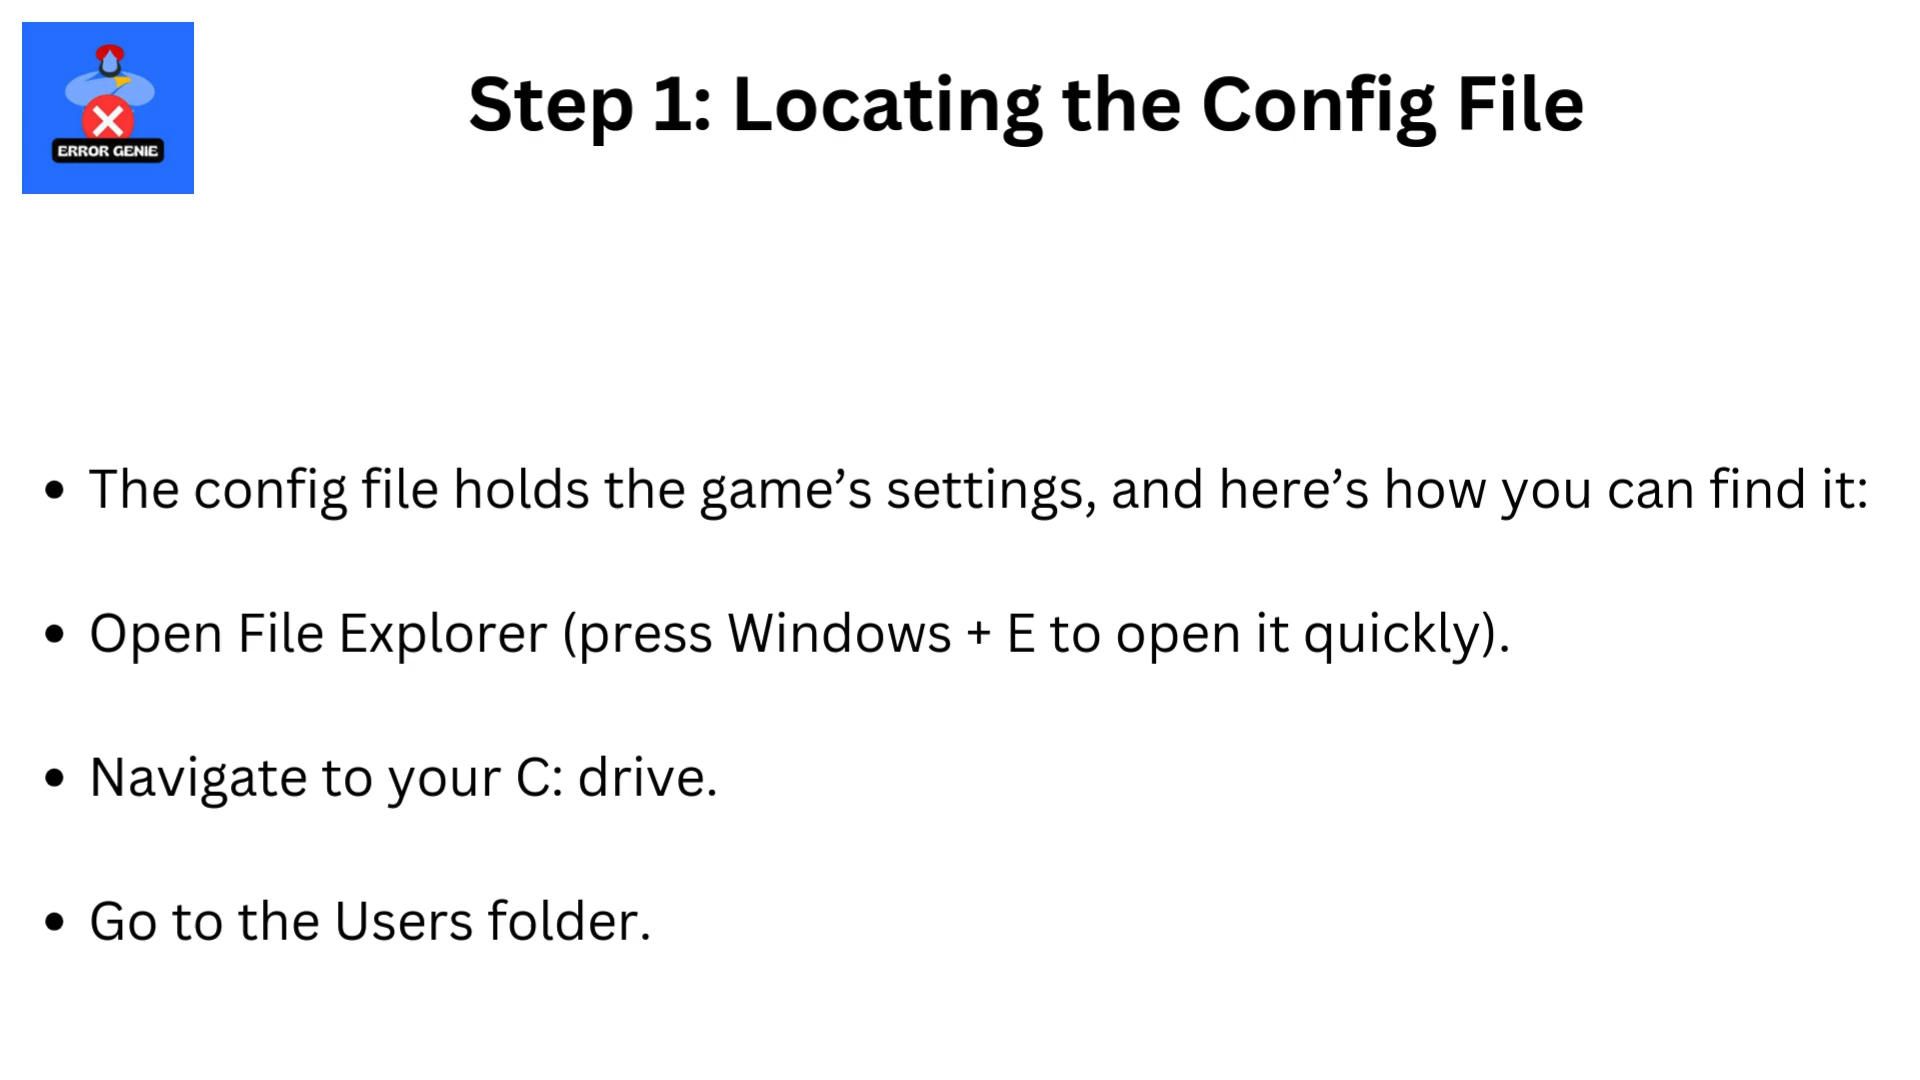 ERROR GENIE
Step 1: Locating the Config File
• The config file holds the game’s settings, and here’s how you can find it:
• Open File Explorer (press Windows + E to open it quickly).
• Navigate to your C: drive.
• Go to the Users folder.